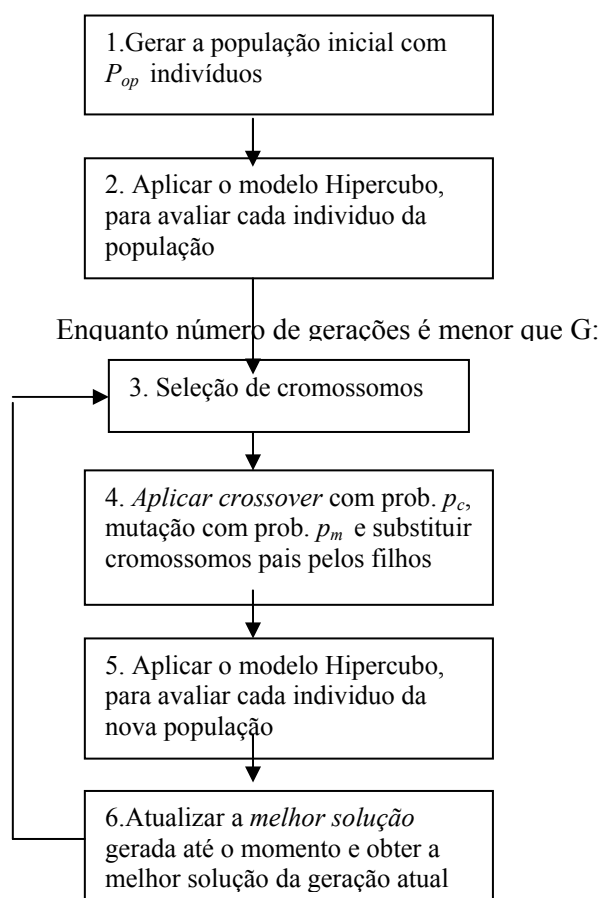 1.Gerar a população inicial com
P_op indivíduos
2. Aplicar o modelo Hipercubo,
para avaliar cada individuo da
população
Enquanto número de gerações é menor que G:
3. Seleção de cromossomos
4. Aplicar crossover com prob. p_c,
mutação com prob. p_m e substituir
cromossomos pais pelos filhos
5. Aplicar o modelo Hipercubo,
para avaliar cada individuo da
nova população
6.Atualizar a melhor solução
gerada até o momento e obter a
melhor solução da geração atual